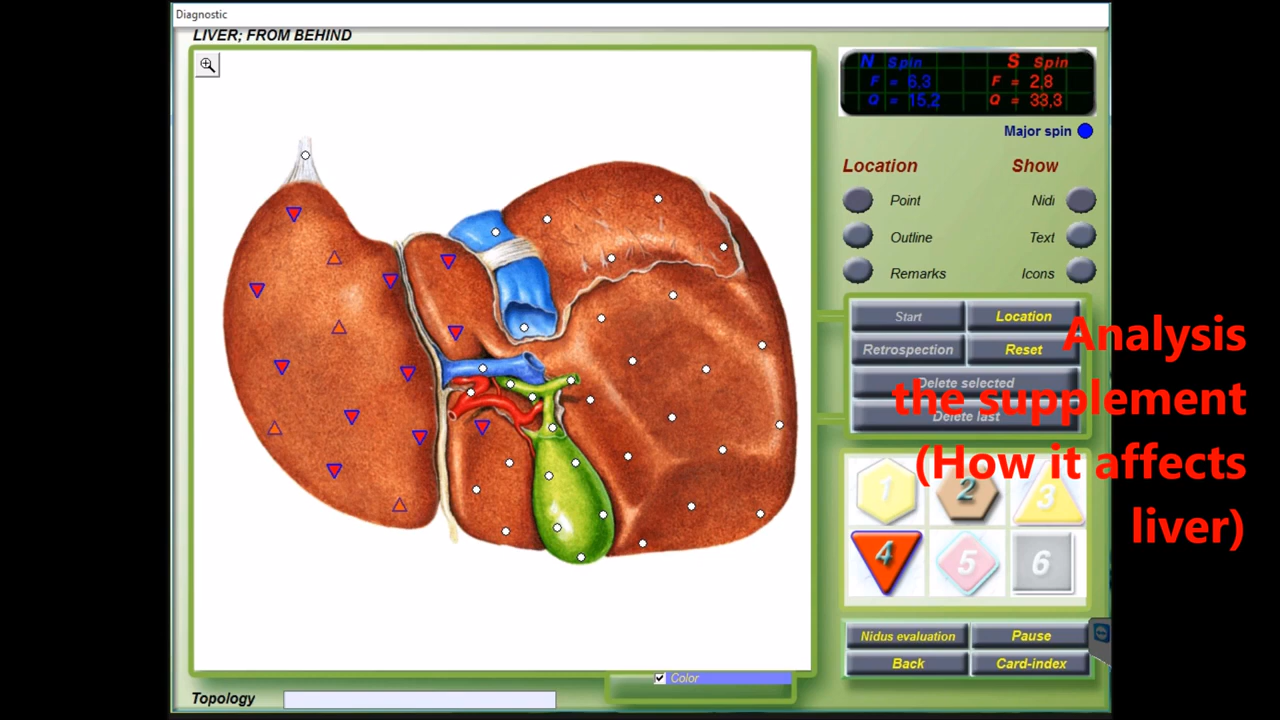 Diagnostic
LIVER; FROM BEHIND
N Spin S Spin
F = 6,3 F = 2,8
Q = 15,2 Q = 33,3
Major spin
Location Show
Point Nidi
Outline Text
Remarks Icons
Start Location
Retrospection Reset
Delete selected
Delete last
Analysis
the supplement
(How it affects
liver)
1 2 3
4 5 6
Nidus evaluation Pause
Back Card-index
Color
Topology